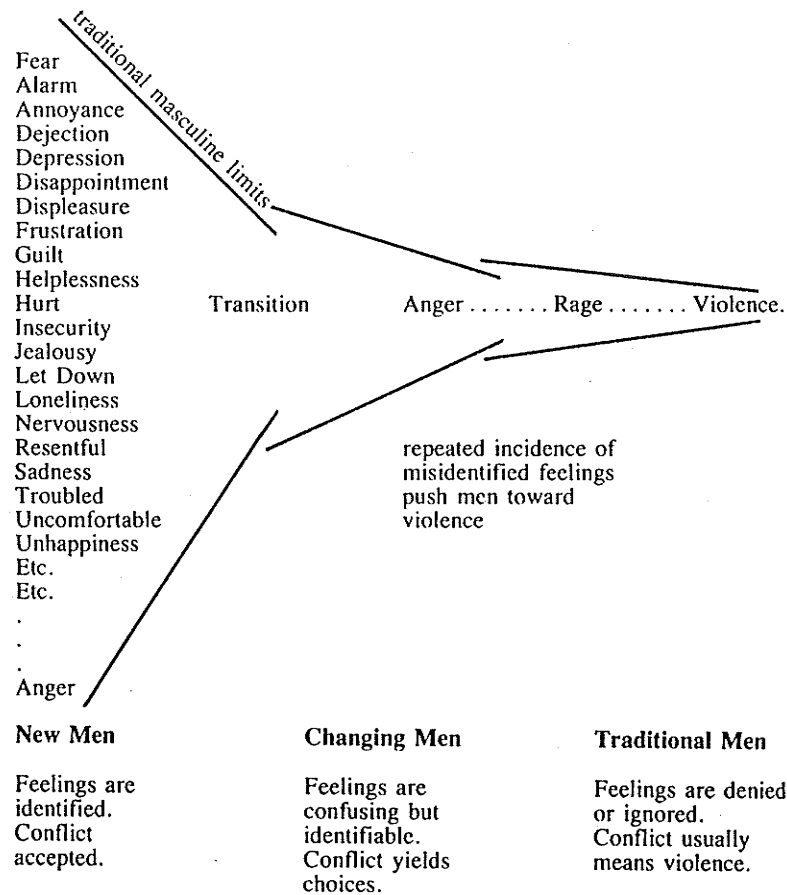 traditional masculine limits
Fear
Alarm
Annoyance
Dejection
Depression
Disappointment
Displeasure
Frustration
Guilt
Helplessness
Hurt
Insecurity
Jealousy
Let Down
Loneliness
Nervousness
Resentful
Sadness
Troubled
Uncomfortable
Unhappiness
Etc.
Etc.
.
.
.
Anger
Transition
Anger ....... Rage ....... Violence.
repeated incidence of
misidentified feelings
push men toward
violence
New Men
Feelings are
identified.
Conflict
accepted.
Changing Men
Feelings are
confusing but
identifiable.
Conflict yields
choices.
Traditional Men
Feelings are denied
or ignored.
Conflict usually
means violence.